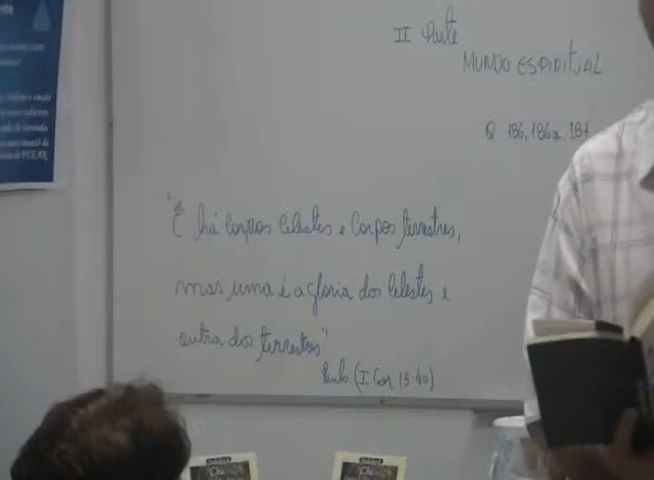 II Parte
MUNDO ESPIRITUAL
Q 186, 186a, 187
"E há corpos celestes e corpos terrestres,
mas uma é a gloria dos celestes e
outra dos terrestres"
Paulo (I Cor 15:40)